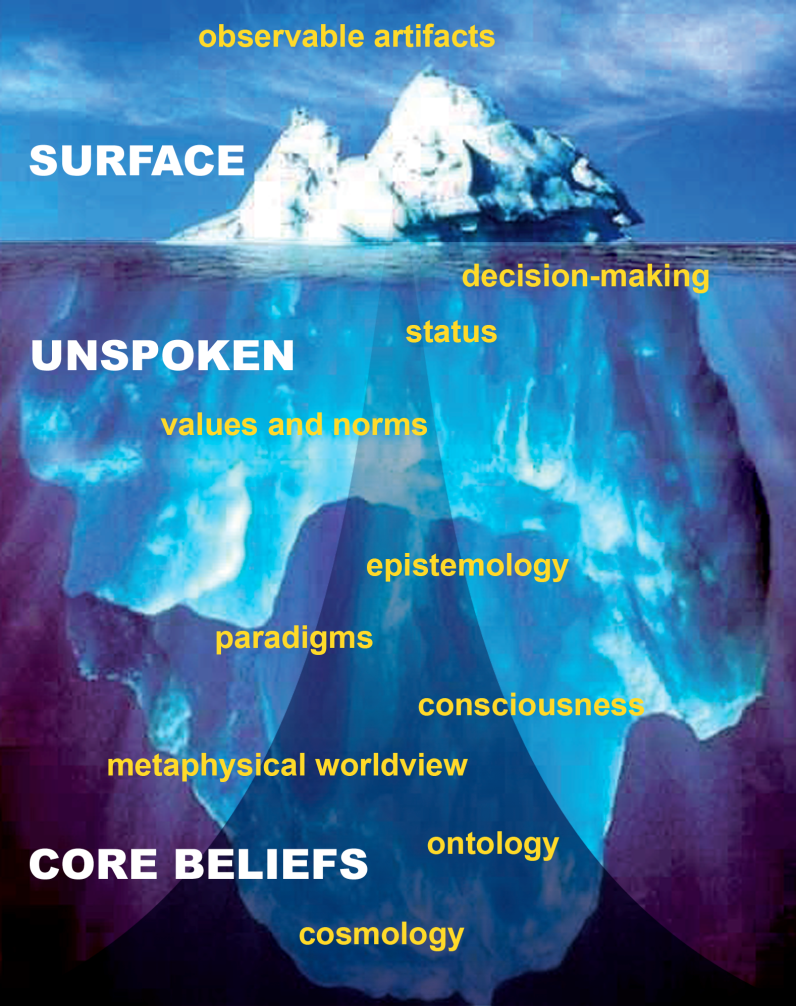 observable artifacts
SURFACE
decision-making
status
UNSPOKEN
values and norms
epistemology
paradigms
consciousness
metaphysical worldview
ontology
CORE BELIEFS
cosmology